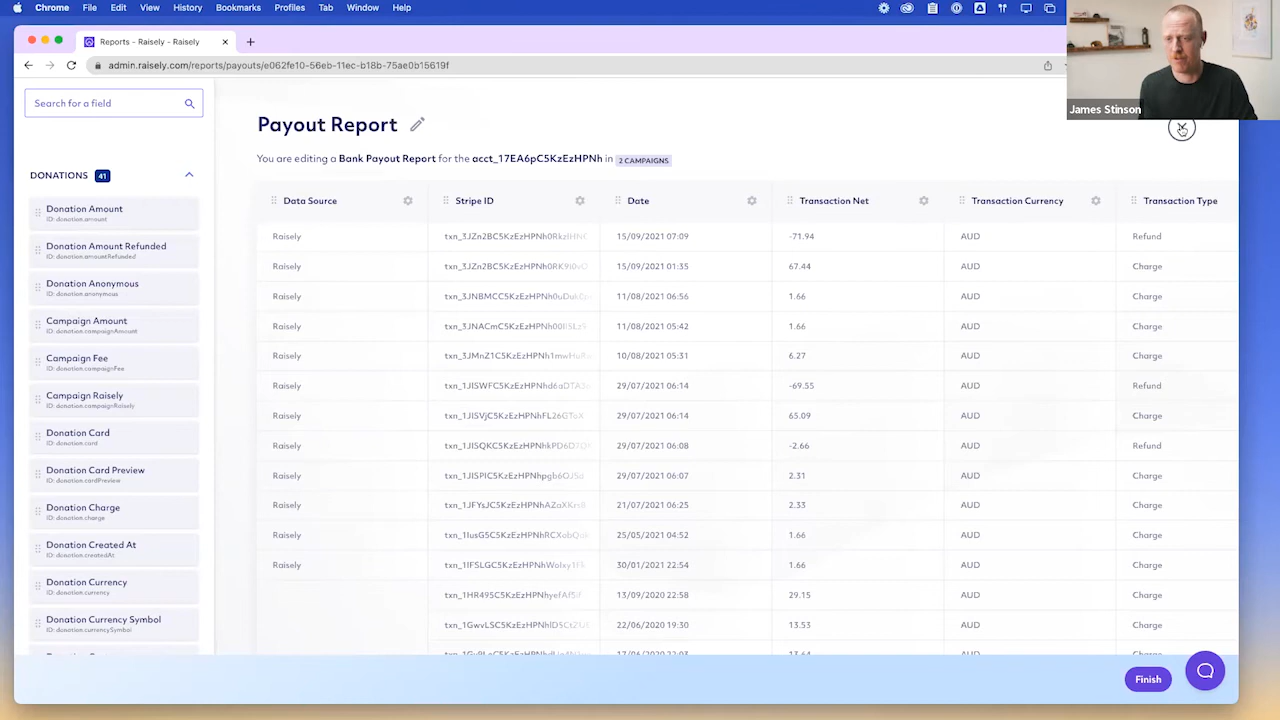 Chrome File Edit View History Bookmarks Profiles Tab Window Help
Reports - Raisely - Raisely
admin.raisely.com/reports/payouts/e062fe10-56eb-11ec-b18b-75ae0b15619f
James Stinson
Search for a field
Payout Report
You are editing a Bank Payout Report for the acct_17EA6pC5KzEzHPNh in 2 CAMPAIGNS
DONATIONS 41
Donation Amount
ID: donation.amount
Donation Amount Refunded
ID: donation.amountRefunded
Donation Anonymous
ID: donation.anonymous
Campaign Amount
ID: donation.campaignAmount
Campaign Fee
ID: donation.campaignFee
Campaign Raisely
ID: donation.campaignRaisely
Donation Card
ID: donation.card
Donation Card Preview
ID: donation.cardPreview
Donation Charge
ID: donation.charge
Donation Created At
ID: donation.createdAt
Donation Currency
ID: donation.currency
Donation Currency Symbol
ID: donation.currencySymbol
Data Source Stripe ID Date Transaction Net Transaction Currency Transaction Type
Raisely 15/09/2021 07:09 -71.94 AUD Refund
Raisely 15/09/2021 01:35 67.44 AUD Charge
Raisely 11/08/2021 06:56 1.66 AUD Charge
Raisely 11/08/2021 05:42 1.66 AUD Charge
Raisely 10/08/2021 05:31 6.27 AUD Charge
Raisely 29/07/2021 06:14 -69.55 AUD Refund
Raisely 29/07/2021 06:14 65.09 AUD Charge
Raisely 29/07/2021 06:08 -2.66 AUD Refund
Raisely 29/07/2021 06:07 2.31 AUD Charge
Raisely 21/07/2021 06:25 2.33 AUD Charge
Raisely 25/05/2021 04:52 1.66 AUD Charge
Raisely 30/01/2021 22:54 1.66 AUD Charge
13/09/2020 22:58 29.15 AUD Charge
22/06/2020 19:30 13.53 AUD Charge
Finish